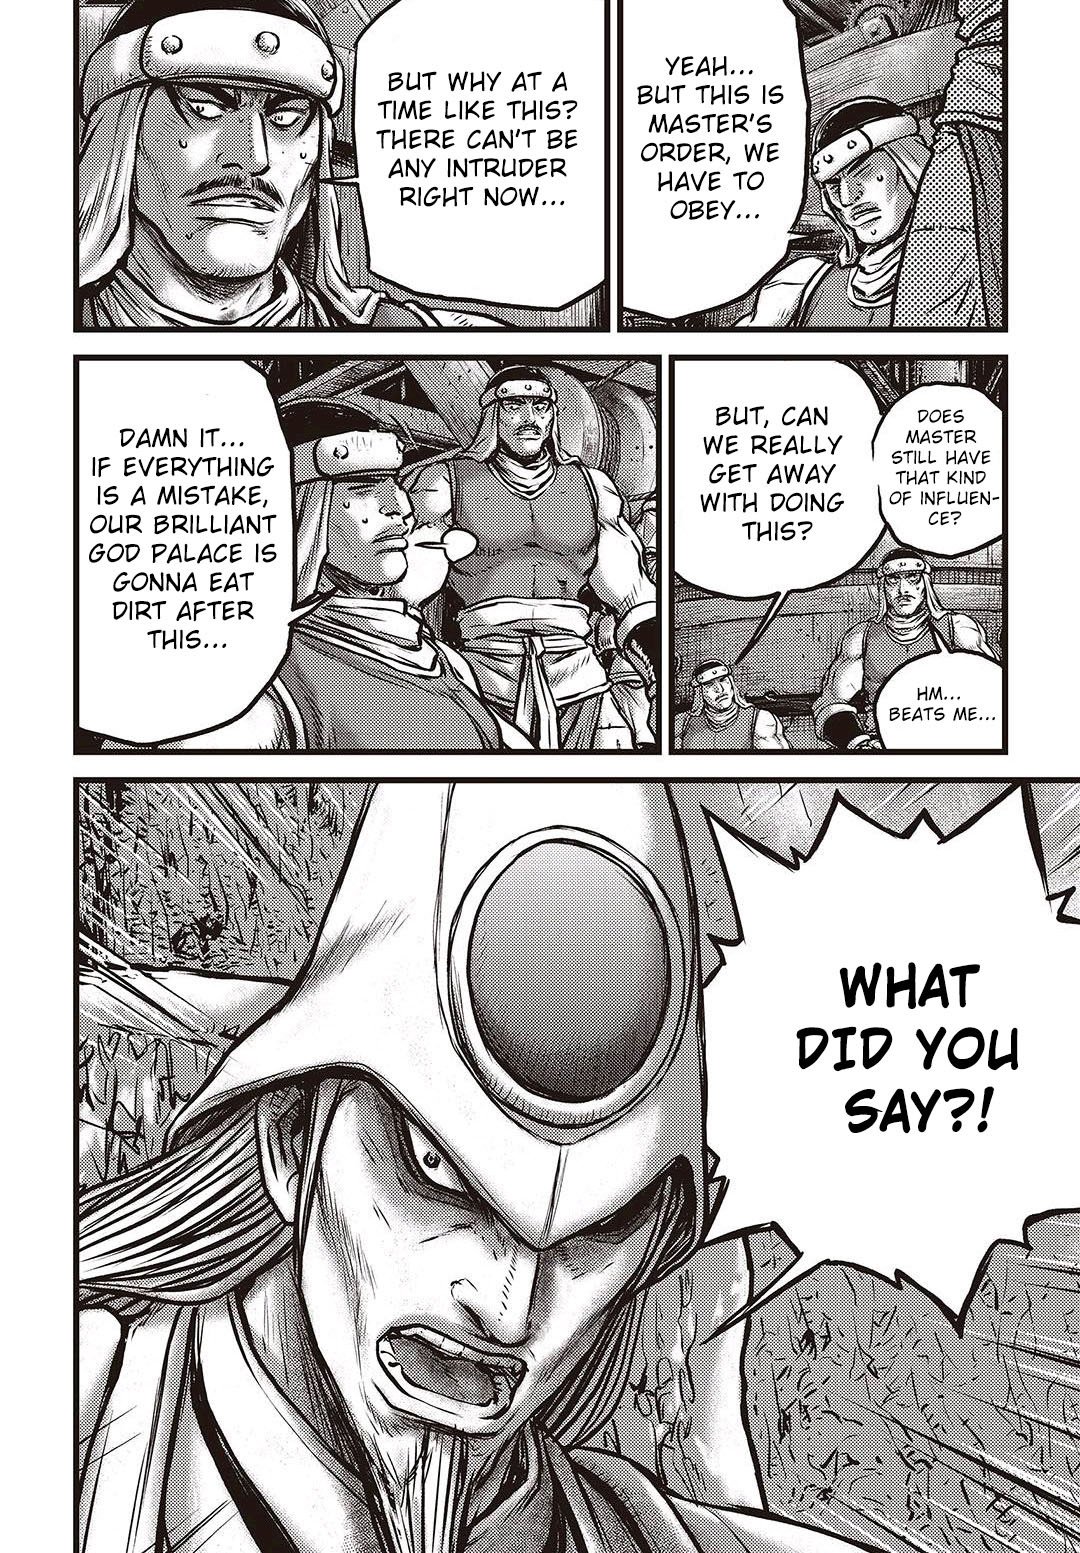 YEAH...
BUT THIS IS
MASTER'S
ORDER, WE
HAVE TO
OBEY...
BUT WHY AT A
TIME LIKE THIS?
THERE CAN'T BE
ANY INTRUDER
RIGHT NOW...
DOES
MASTER
STILL HAVE
THAT KIND
OF INFLUEN-
CE?
BUT, CAN
WE REALLY
GET AWAY
WITH DOING
THIS?
HM...
BEATS ME...
DAMN IT...
IF EVERYTHING
IS A MISTAKE,
OUR BRILLIANT
GOD PALACE IS
GONNA EAT
DIRT AFTER
THIS...
WHAT
DID YOU
SAY?!